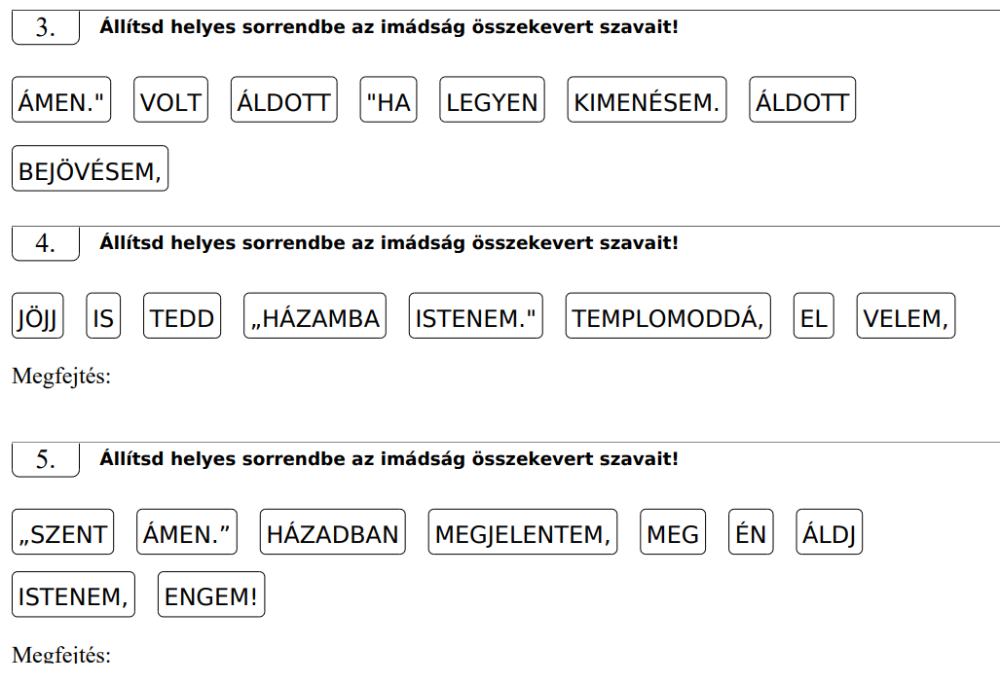 3. Állítsd helyes sorrendbe az imádság összekevert szavait!
ÁMEN." VOLT ÁLDOTT "HA LEGYEN KIMENÉSEM. ÁLDOTT
BEJÖVÉSEM,
4. Állítsd helyes sorrendbe az imádság összekevert szavait!
JÖJJ IS TEDD „HÁZAMBA ISTENEM." TEMPLOMODDÁ, EL VELEM,
Megfejtés:
5. Állítsd helyes sorrendbe az imádság összekevert szavait!
„SZENT ÁMEN.” HÁZADBAN MEGJELENTEM, MEG ÉN ÁLDJ
ISTENEM, ENGEM!
Megfejtés: